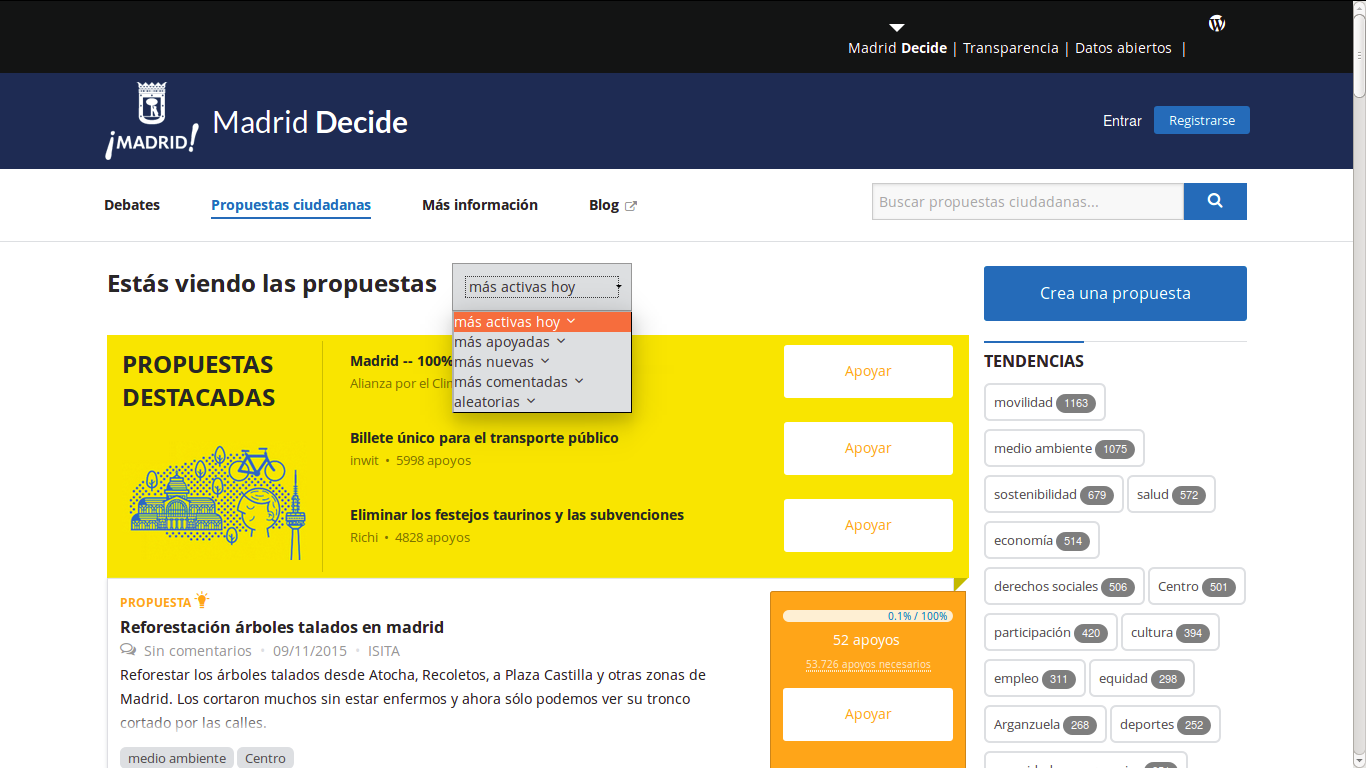 Madrid Decide | Transparencia | Datos abiertos |
¡MADRID!
Madrid Decide
Entrar
Registrarse
Debates
Propuestas ciudadanas
Más información
Blog
Buscar propuestas ciudadanas...
Estás viendo las propuestas
más activas hoy
más activas hoy
más apoyadas
más nuevas
más comentadas
aleatorias
PROPUESTAS
DESTACADAS
Madrid -- 100%
Alianza por el
Apoyar
Billete único para el transporte público
inwit • 5998 apoyos
Apoyar
Eliminar los festejos taurinos y las subvenciones
Richi • 4828 apoyos
Apoyar
PROPUESTA
Reforestación árboles talados en madrid
Sin comentarios • 09/11/2015 • ISITA
Reforestar los árboles talados desde Atocha, Recoletos, a Plaza Castilla y otras zonas de
Madrid. Los cortaron muchos sin estar enfermos y ahora sólo podemos ver su tronco
cortado por las calles.
medio ambiente
Centro
0.1% / 100%
52 apoyos
53.726 apoyos necesarios
Apoyar
Crea una propuesta
TENDENCIAS
movilidad 1163
medio ambiente 1075
sostenibilidad 679 salud 572
economía 514
derechos sociales 506 Centro 501
participación 420 cultura 394
empleo 311 equidad 298
Arganzuela 268 deportes 252